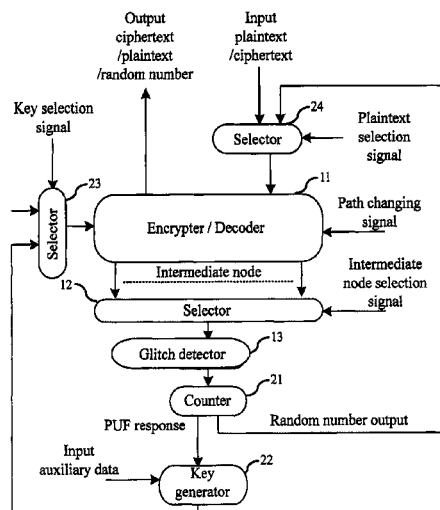 Output
ciphertext
/plaintext
/random number
Input
plaintext
/ciphertext
Key selection
signal
24
Selector
Plaintext
selection
signal
23
Selector
11
Encrypter / Decoder
Path changing
signal
Intermediate node
Intermediate
node selection
signal
12
Selector
13
Glitch detector
21
Counter
PUF response
Random number output
Input
auxiliary data
22
Key
generator